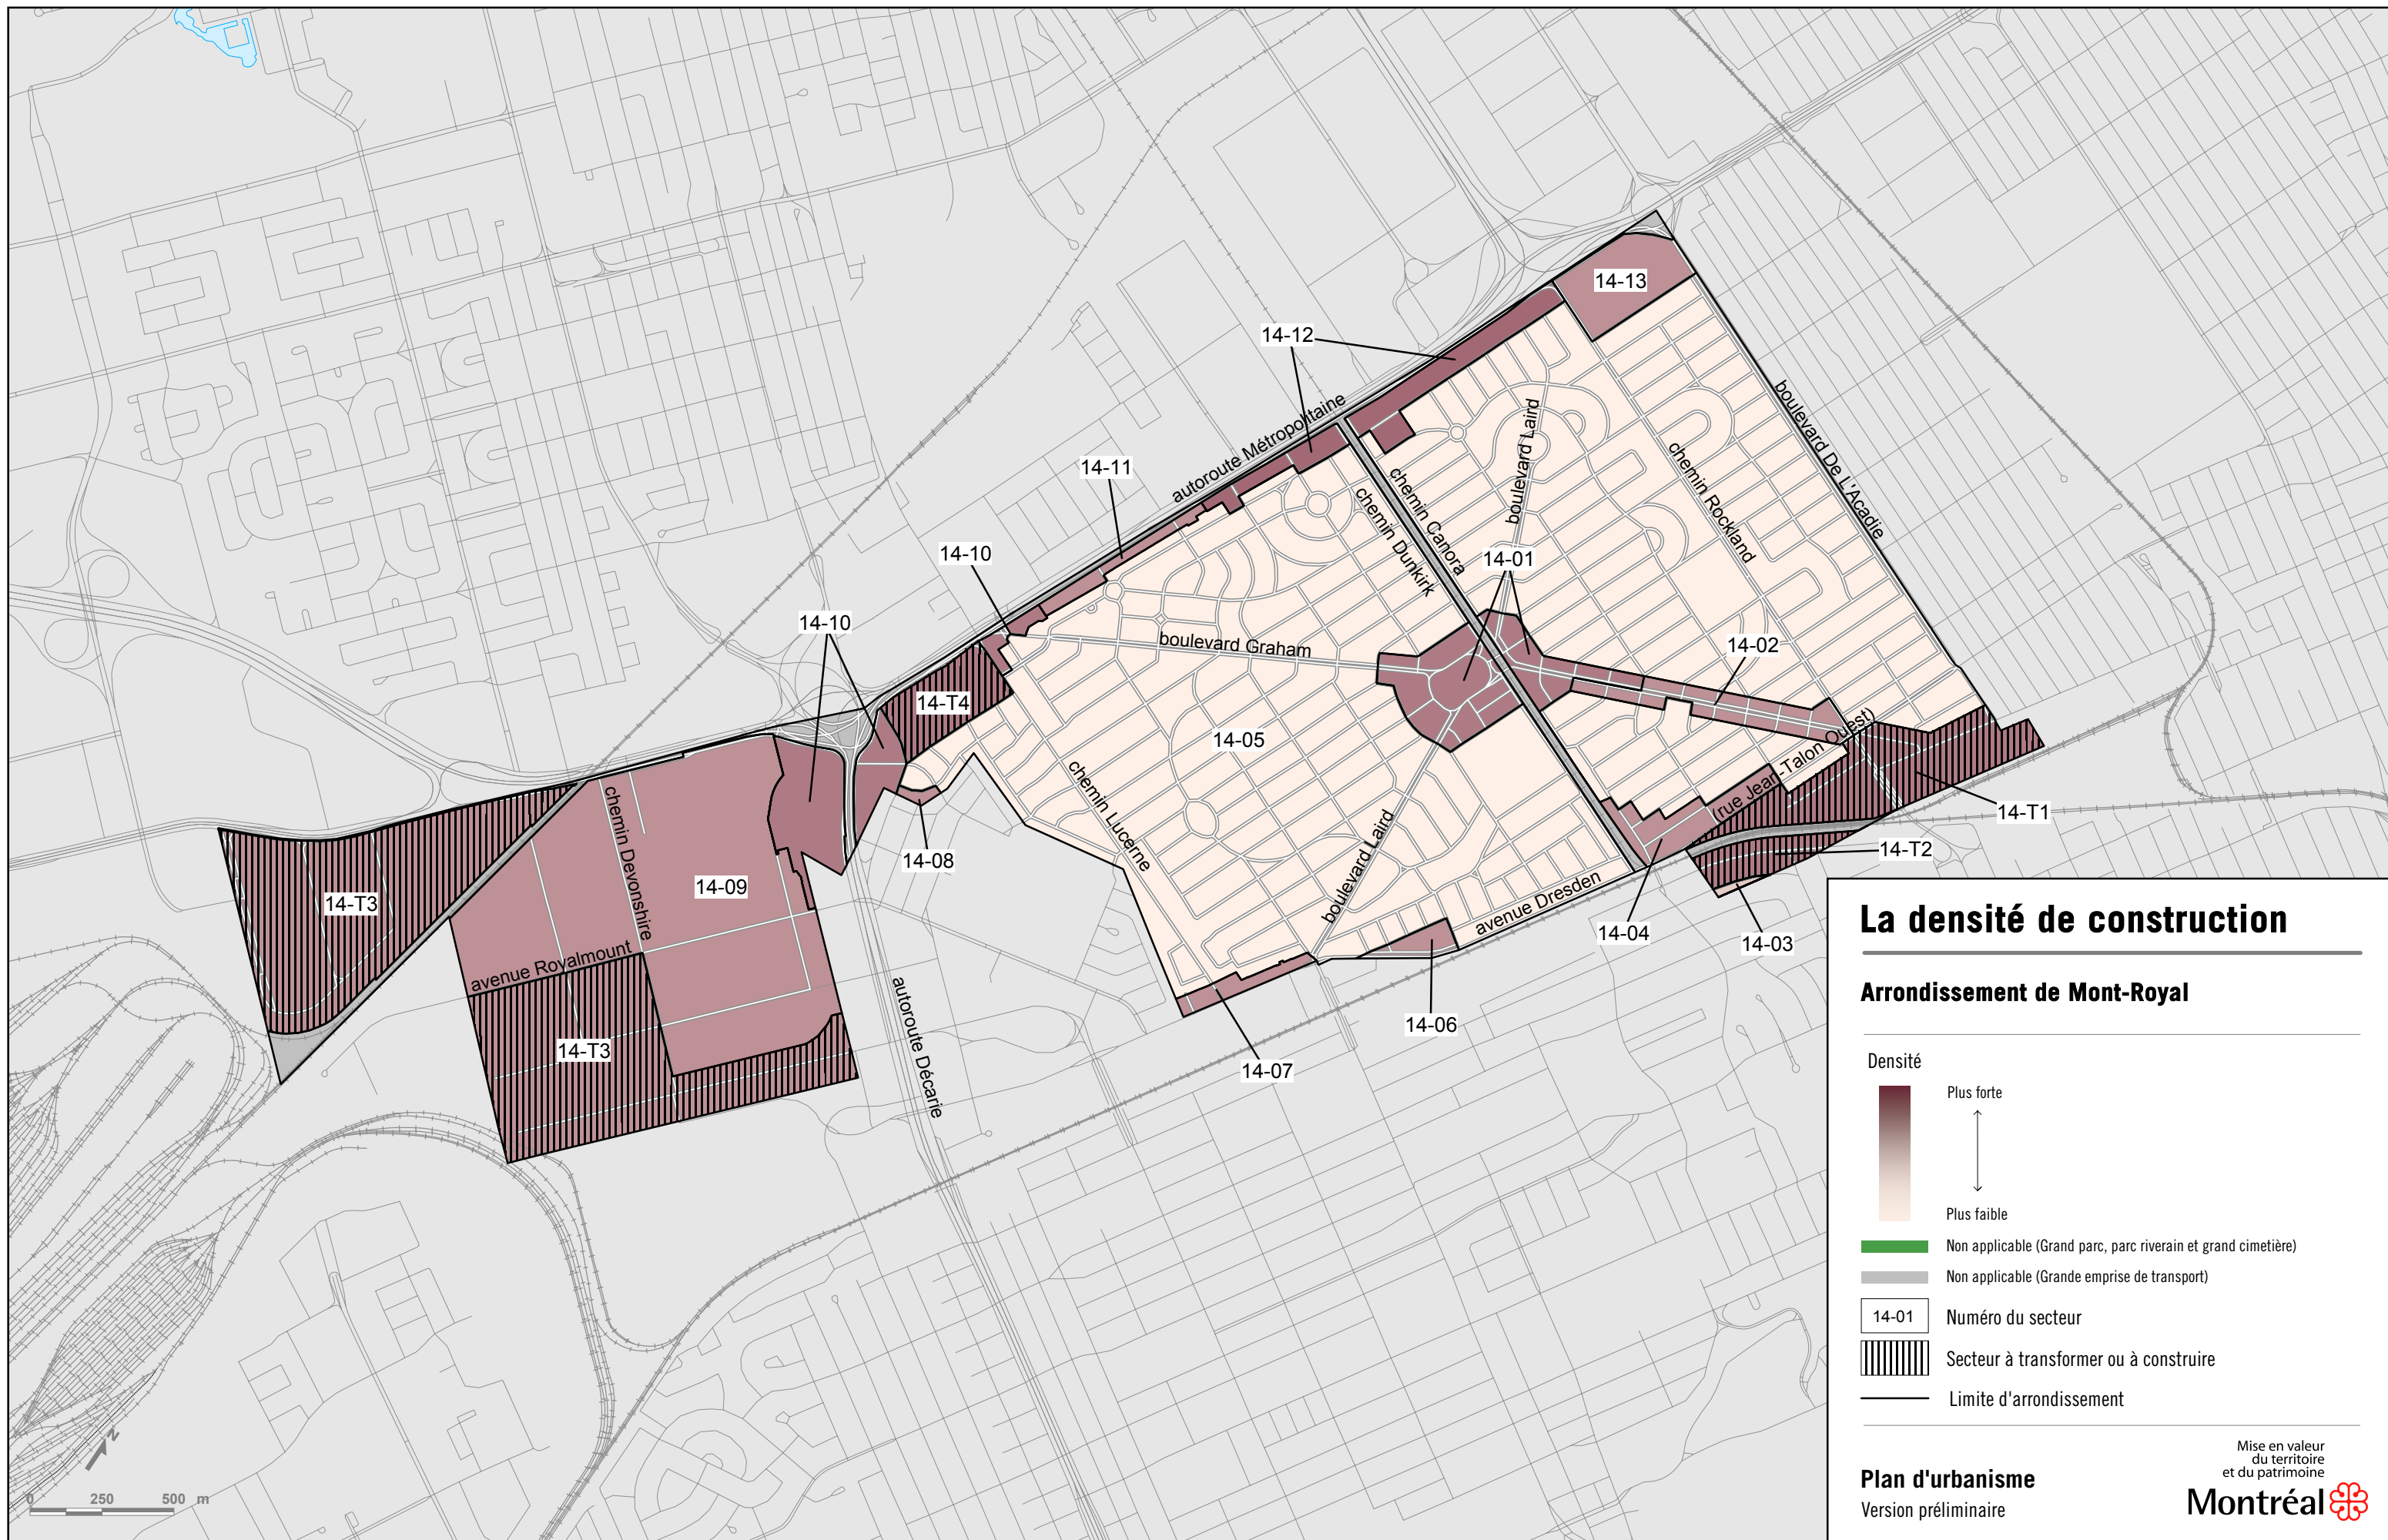 14-13
14-12
autoroute Métropolitaine
boulevard De L'Acadie
boulevard Laird
chemin Rockland
14-11
chemin Canora
chemin Dunkirk
14-10
14-01
14-10
boulevard Graham
14-02
14-T4
14-05
(rue Jean-Talon Ouest)
chemin Lucerne
chemin Devonshire
14-T1
14-08
14-T2
boulevard Laird
14-09
14-T3
avenue Dresden
14-04
14-03
avenue Royalmount
14-06
14-T3
autoroute Décarie
14-07
N
0 250 500 m
La densité de construction
Arrondissement de Mont-Royal
Densité
Plus forte
Plus faible
Non applicable (Grand parc, parc riverain et grand cimetière)
Non applicable (Grande emprise de transport)
14-01 Numéro du secteur
Secteur à transformer ou à construire
Limite d'arrondissement
Mise en valeur
du territoire
et du patrimoine
Plan d'urbanisme
Version préliminaire
Montréal